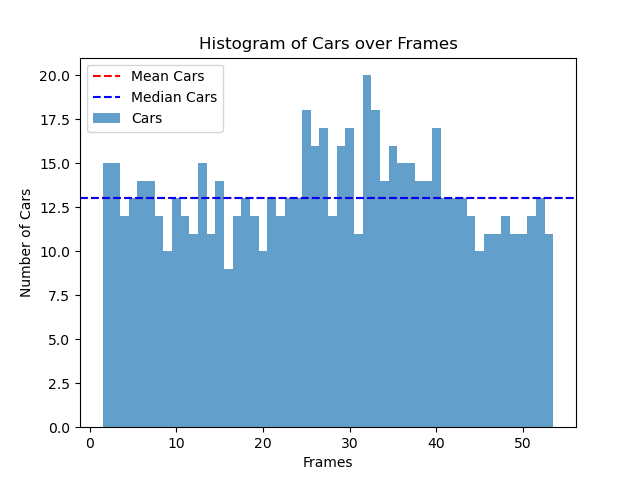 Histogram of Cars over Frames
Mean Cars
Median Cars
Cars
20.0
17.5
15.0
12.5
10.0
7.5
5.0
2.5
0.0
Number of Cars
0 10 20 30 40 50
Frames